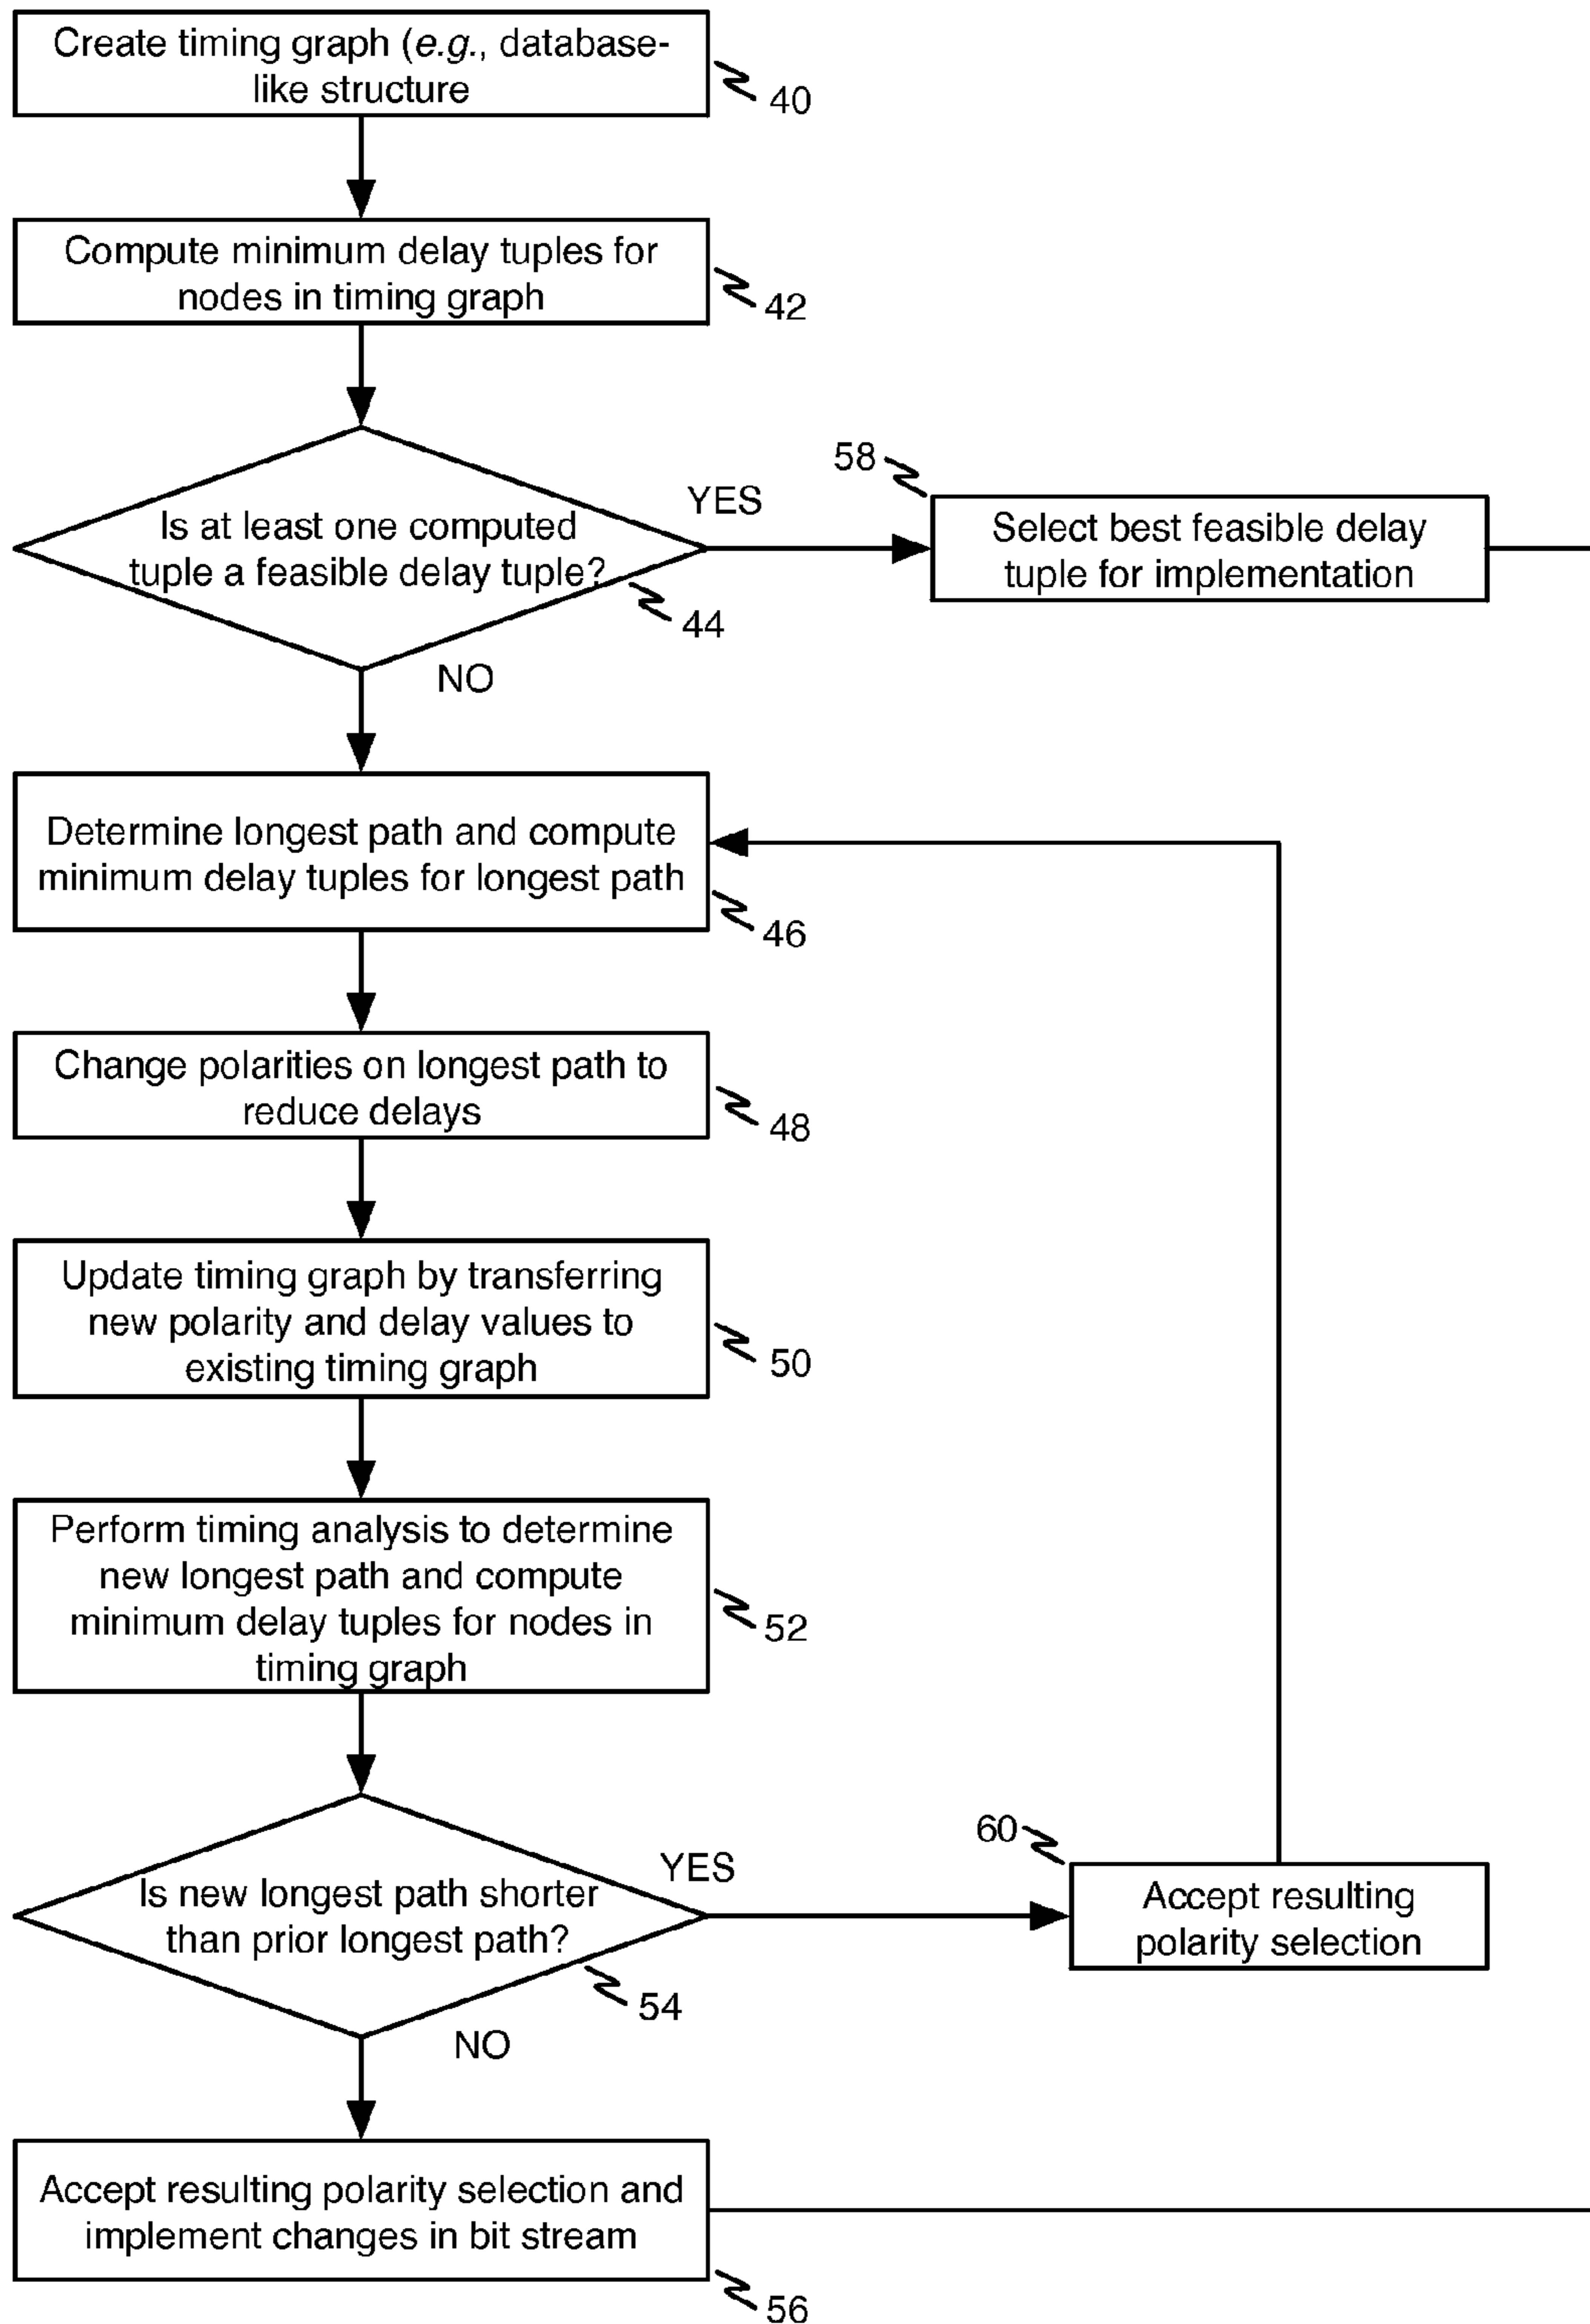 Create timing graph (e.g., database-
like structure
40
Compute minimum delay tuples for
nodes in timing graph
42
Is at least one computed
tuple a feasible delay tuple?
44
YES
58
Select best feasible delay
tuple for implementation
NO
Determine longest path and compute
minimum delay tuples for longest path
46
Change polarities on longest path to
reduce delays
48
Update timing graph by transferring
new polarity and delay values to
existing timing graph
50
Perform timing analysis to determine
new longest path and compute
minimum delay tuples for nodes in
timing graph
52
Is new longest path shorter
than prior longest path?
54
YES
60
Accept resulting
polarity selection
NO
Accept resulting polarity selection and
implement changes in bit stream
56